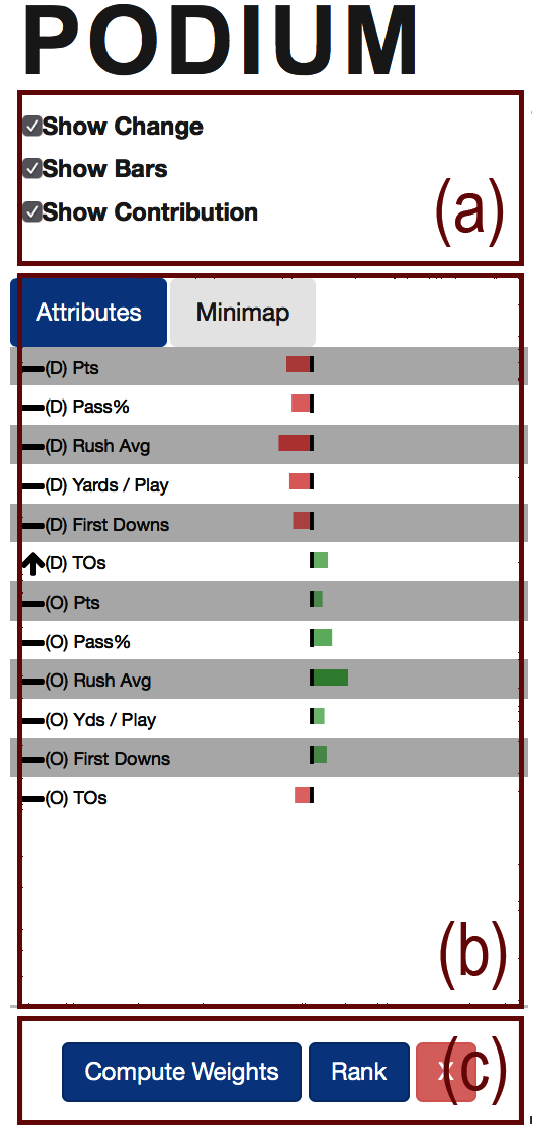 PODIUM
Show Change
Show Bars
Show Contribution
(a)
Attributes Minimap
(D) Pts
(D) Pass%
(D) Rush Avg
(D) Yards / Play
(D) First Downs
(D) TOs
(O) Pts
(O) Pass%
(O) Rush Avg
(O) Yds / Play
(O) First Downs
(O) TOs
(b)
Compute Weights Rank X
(c)